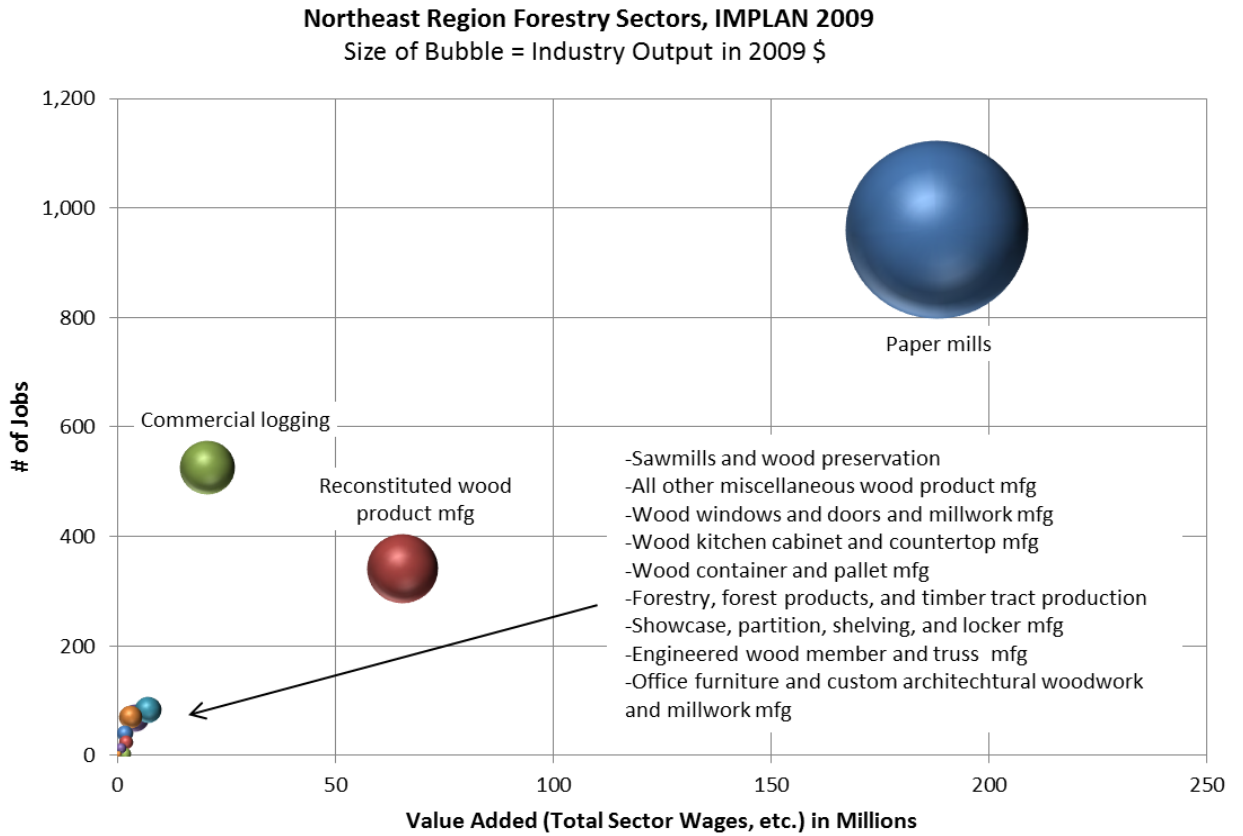 Northeast Region Forestry Sectors, IMPLAN 2009
Size of Bubble = Industry Output in 2009 $
1,200
1,000
800
600
400
200
0
# of Jobs
Paper mills
Commercial logging
Reconstituted wood
product mfg
-Sawmills and wood preservation
-All other miscellaneous wood product mfg
-Wood windows and doors and millwork mfg
-Wood kitchen cabinet and countertop mfg
-Wood container and pallet mfg
-Forestry, forest products, and timber tract production
-Showcase, partition, shelving, and locker mfg
-Engineered wood member and truss mfg
-Office furniture and custom architechtural woodwork
and millwork mfg
0 50 100 150 200 250
Value Added (Total Sector Wages, etc.) in Millions